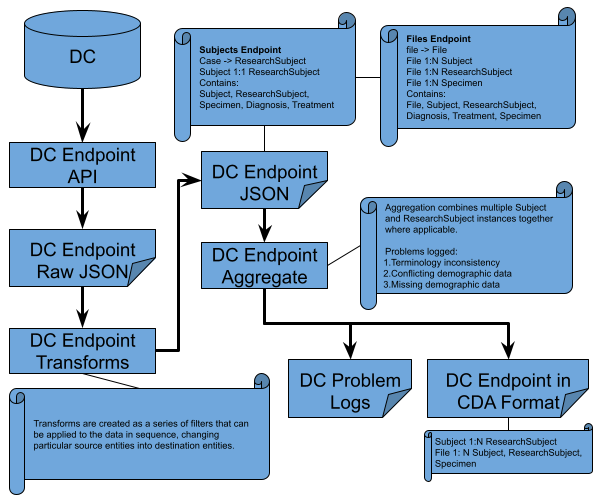 DC
DC Endpoint
API
DC Endpoint
Raw JSON
DC Endpoint
Transforms
Transforms are created as a series of filters that can
be applied to the data in sequence, changing
particular source entities into destination entities.
Subjects Endpoint
Case -> ResearchSubject
Subject 1:1 ResearchSubject
Contains:
Subject, ResearchSubject,
Specimen, Diagnosis, Treatment
Files Endpoint
file -> File
File 1:N Subject
File 1:N ResearchSubject
File 1:N Specimen
Contains:
File, Subject, ResearchSubject,
Diagnosis, Treatment, Specimen
DC Endpoint
JSON
DC Endpoint
Aggregate
Aggregation combines multiple Subject
and ResearchSubject instances together
where applicable.
Problems logged:
1.Terminology inconsistency
2.Conflicting demographic data
3.Missing demographic data
DC Problem
Logs
DC Endpoint in
CDA Format
Subject 1:N ResearchSubject
File 1: N Subject, ResearchSubject,
Specimen